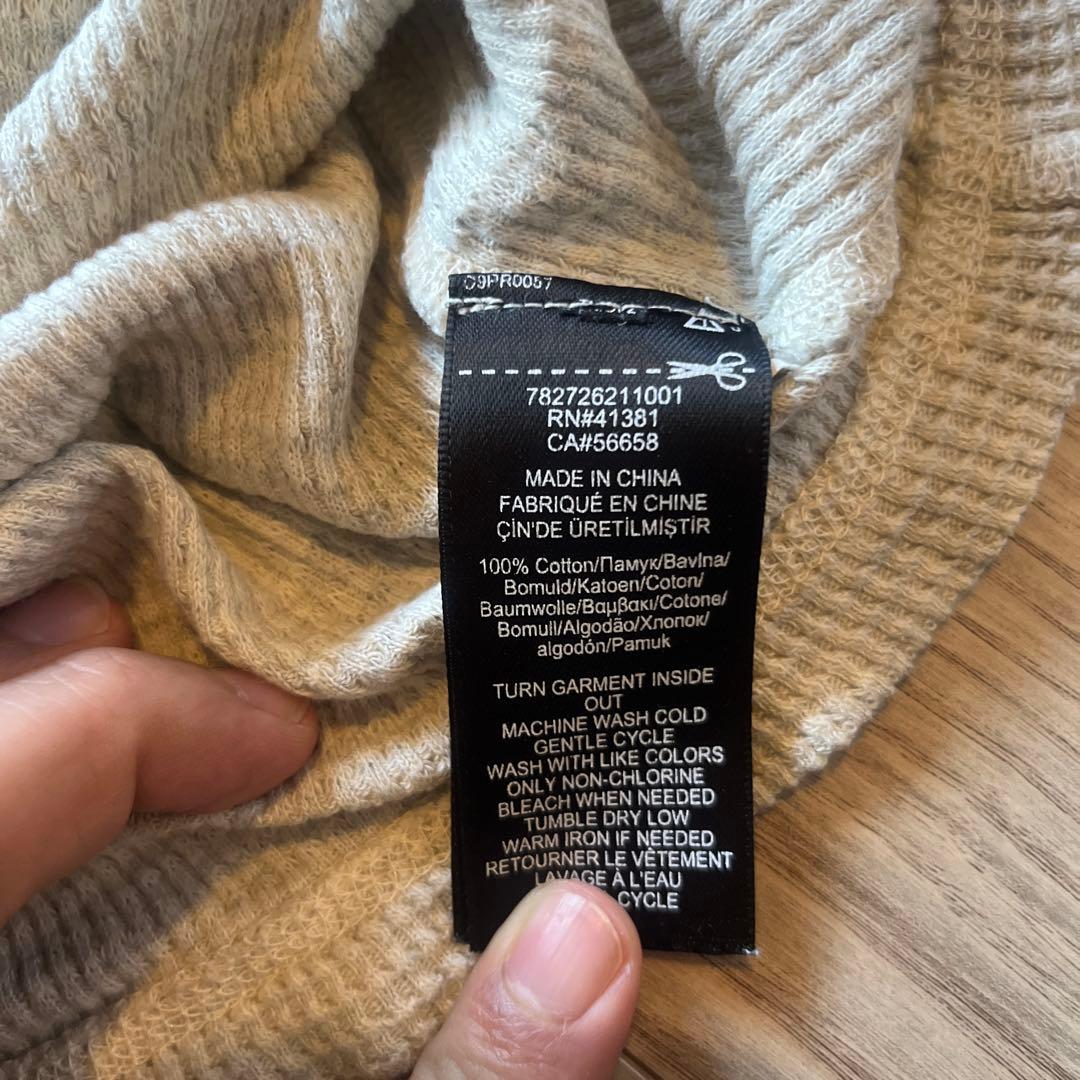 09PR0057
782726211001
RN#41381
CA#56658
MADE IN CHINA
FABRIQUÉ EN CHINE
ÇİN'DE ÜRETİLMİŞTİR
100% Cotton/Памук/Bavlna/
Bomuld/Katoen/Coton/
Baumwolle/Βαμβακι/Cotone/
Bomull/Algodão/Хлопок/
algodón/Pamuk
TURN GARMENT INSIDE
OUT
MACHINE WASH COLD
GENTLE CYCLE
WASH WITH LIKE COLORS
ONLY NON-CHLORINE
BLEACH WHEN NEEDED
TUMBLE DRY LOW
WARM IRON IF NEEDED
RETOURNER LE VÊTEMENT
LAVAGE À L'EAU
CYCLE